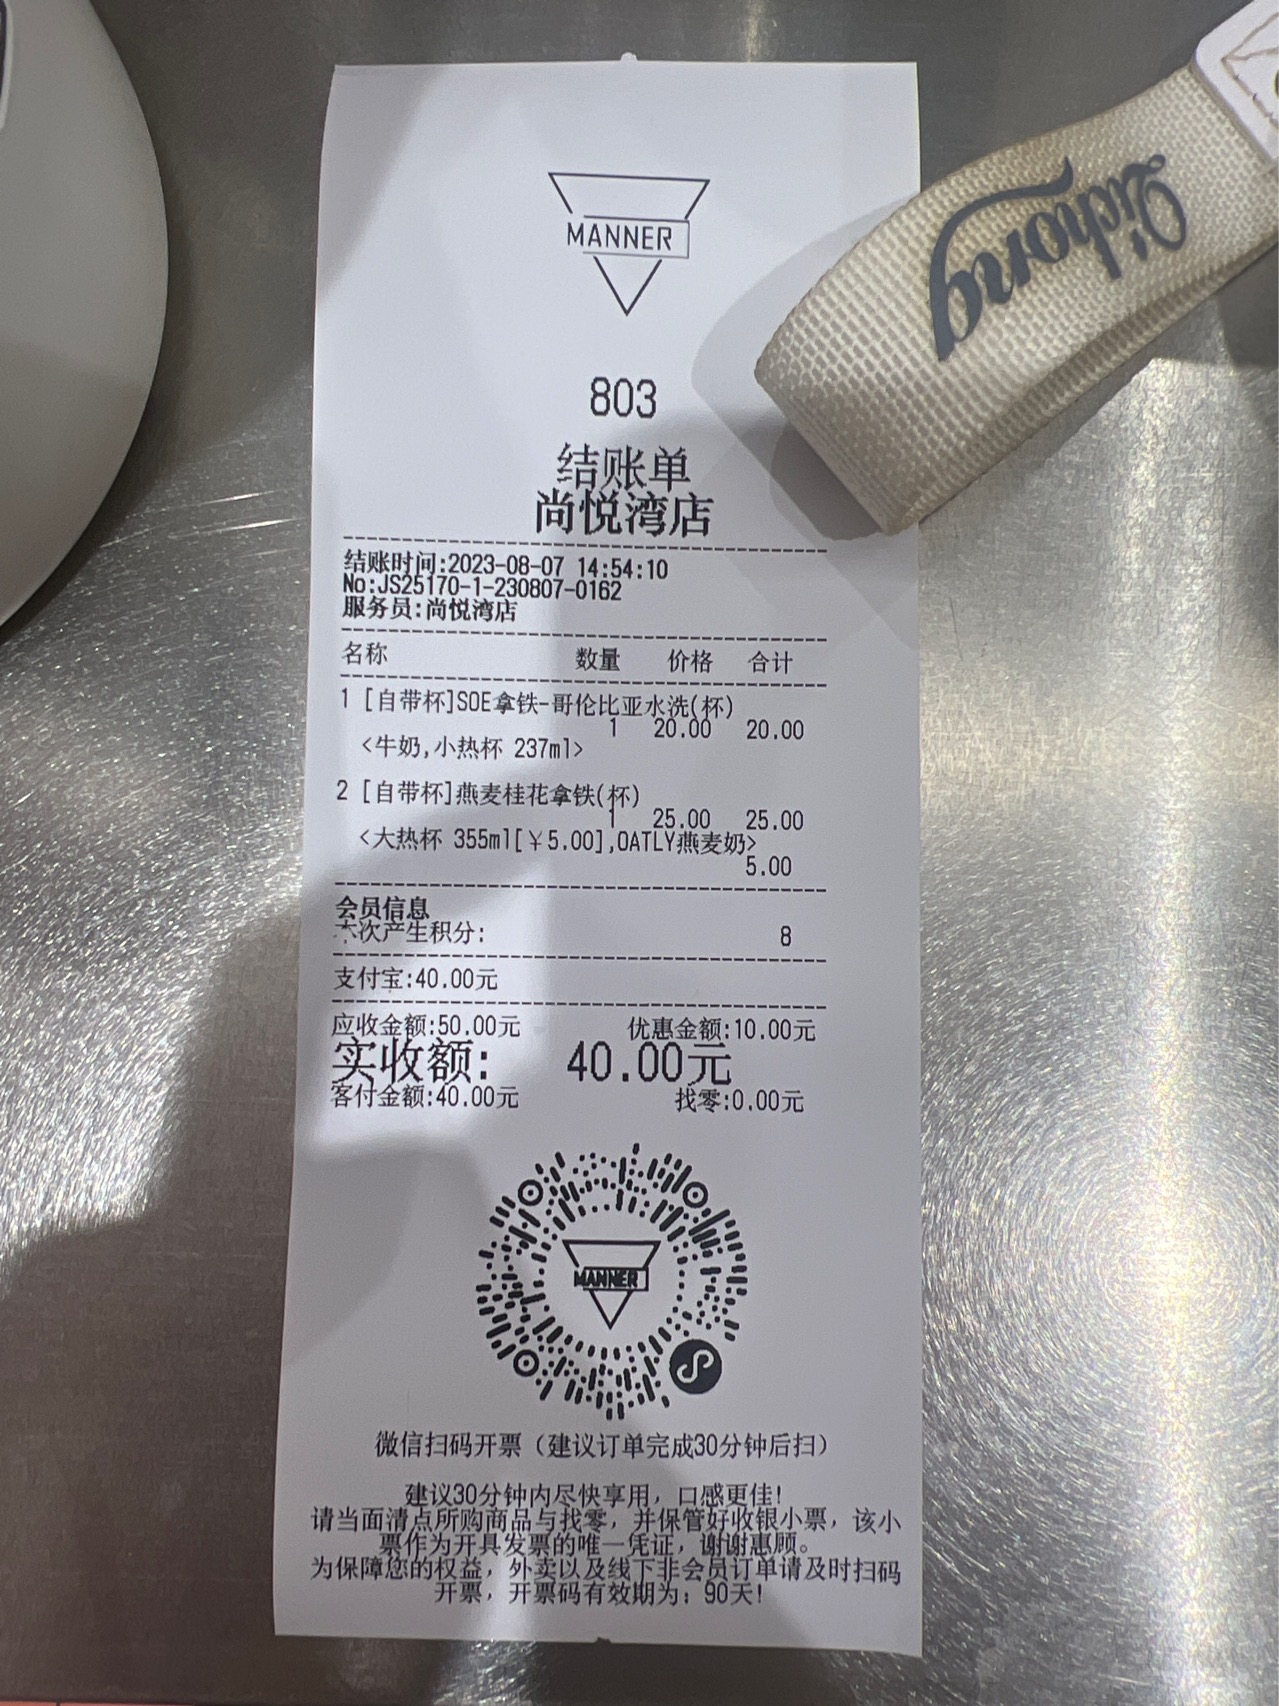 MANNER
803
结账单
尚悦湾店
结账时间:2023-08-07 14:54:10
No:JS25170-1-230807-0162
服务员:尚悦湾店
名称 数量 价格 合计
1 [自带杯]SOE拿铁-哥伦比亚水洗(杯)
1 20.00 20.00
<牛奶,小热杯 237ml>
2 [自带杯]燕麦桂花拿铁(杯)
1 25.00 25.00
<大热杯 355ml[￥5.00],OATLY燕麦奶>
5.00
会员信息
本次产生积分: 8
支付宝:40.00元
应收金额:50.00元 优惠金额:10.00元
实收额: 40.00元
客付金额:40.00元 找零:0.00元
MANNER
微信扫码开票（建议订单完成30分钟后扫）
建议30分钟内尽快享用，口感更佳!
请当面清点所购商品与找零，并保管好收银小票，该小
票作为开具发票的唯一凭证，谢谢惠顾。
为保障您的权益，外卖以及线下非会员订单请及时扫码
开票，开票码有效期为：90天!
Qichong